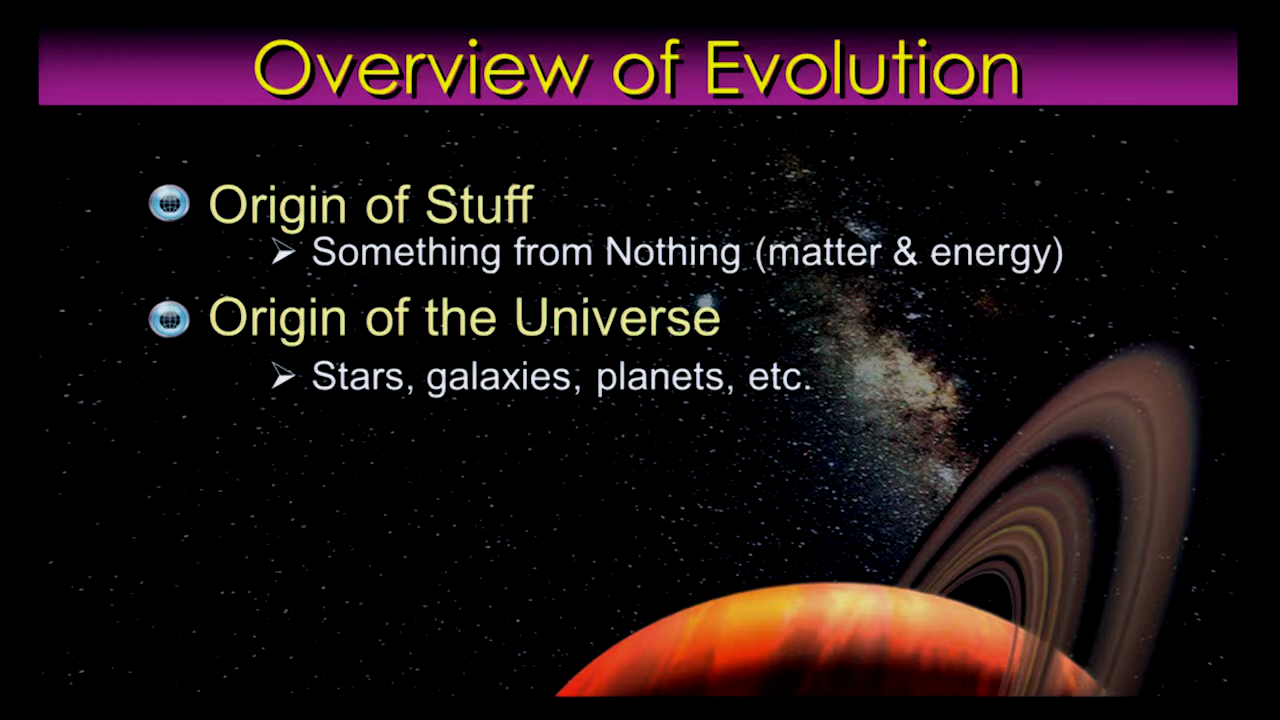 Overview of Evolution
Origin of Stuff
Something from Nothing (matter & energy)
Origin of the Universe
Stars, galaxies, planets, etc.